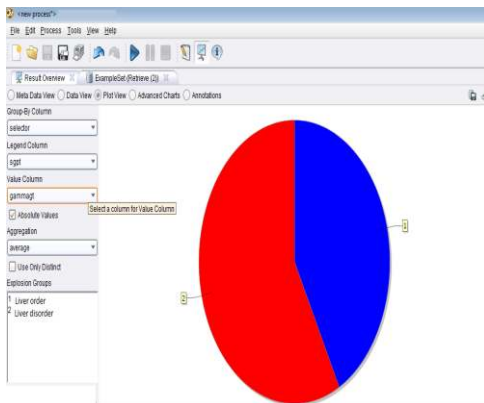 <new process*>
File Edit Process Tools View Help
Result Overview ExampleSet (Retrieve (2))
Meta Data View Data View Plot View Advanced Charts Annotations
Group-By Column
selector
Legend Column
sgpt
Value Column
gammagt
Select a column for Value Column
Absolute Values
Aggregation
average
Use Only Distinct
Explosion Groups
1 Liver order
2 Liver disorder
1
2